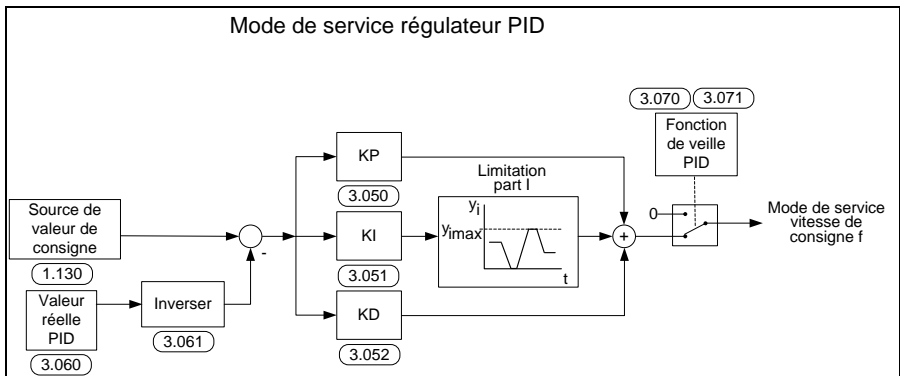 Mode de service régulateur PID
3.070
3.071
Fonction
de veille
PID
KP
3.050
Limitation
part I
yi
yimax
t
Source de
valeur de
consigne
1.130
-
KI
3.051
+
0
Mode de service
vitesse de
consigne f
Valeur
réelle
PID
3.060
Inverser
3.061
KD
3.052